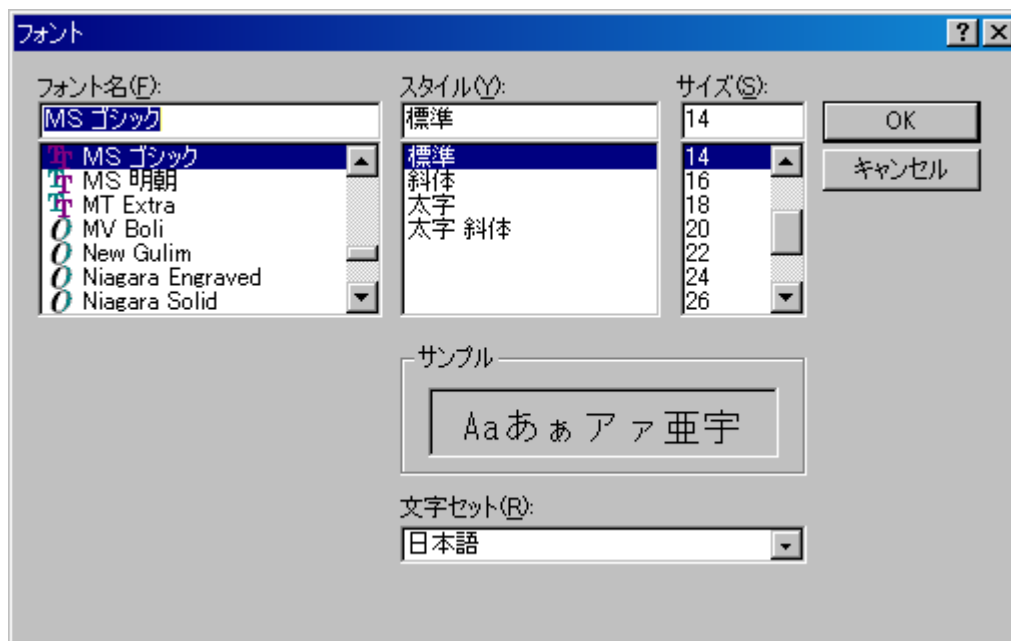 フォント
フォント名(F):
MS ゴシック
MS ゴシック
MS 明朝
MT Extra
MV Boli
New Gulim
Niagara Engraved
Niagara Solid
スタイル(Y):
標準
標準
斜体
太字
太字 斜体
サイズ(S):
14
14
16
18
20
22
24
26
OK
キャンセル
サンプル
Aaあぁアァ亜宇
文字セット(R):
日本語